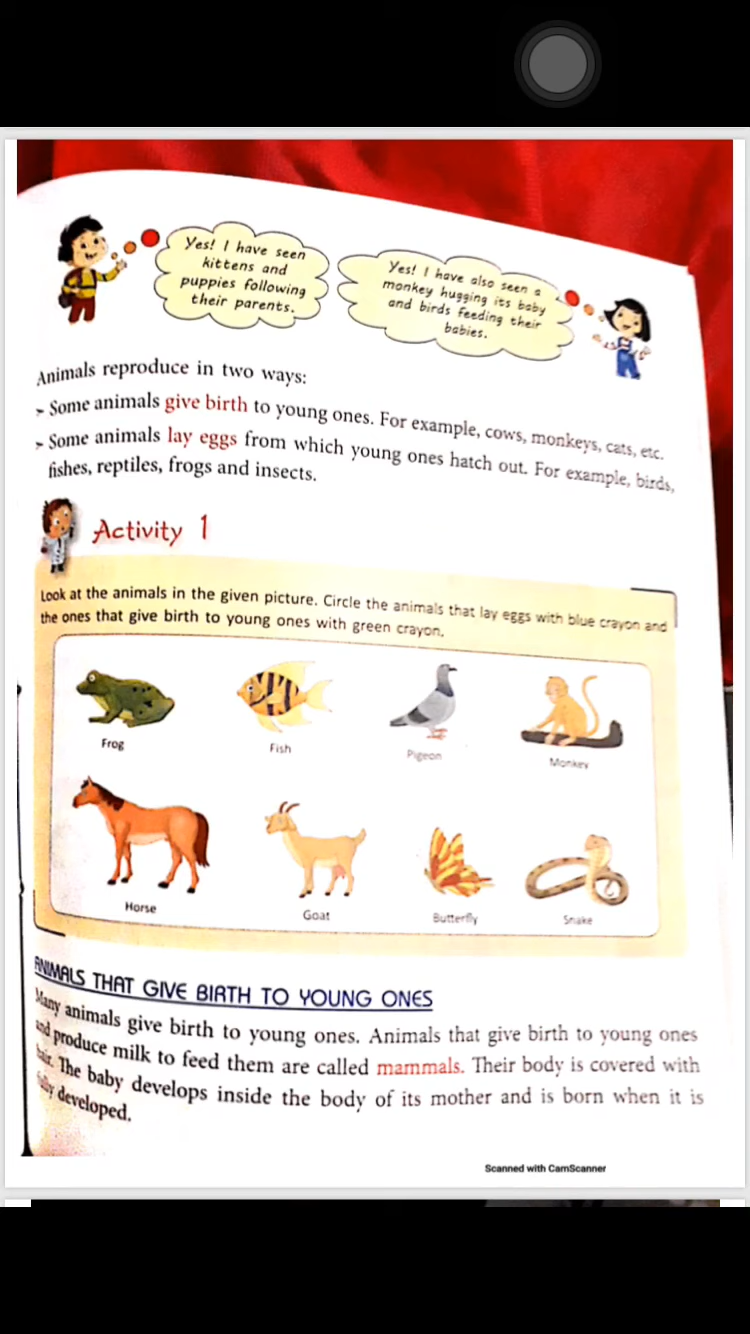 Yes! I have seen
kittens and
puppies following
their parents.
Yes! I have also seen a
monkey hugging its baby
and birds feeding their
babies.
Animals reproduce in two ways:
➢ Some animals give birth to young ones. For example, cows, monkeys, cats, etc.
➢ Some animals lay eggs from which young ones hatch out. For example, birds,
fishes, reptiles, frogs and insects.
Activity 1
Look at the animals in the given picture. Circle the animals that lay eggs with blue crayon and
the ones that give birth to young ones with green crayon.
Frog
Fish
Pigeon
Monkey
Horse
Goat
Butterfly
Snake
ANIMALS THAT GIVE BIRTH TO YOUNG ONES
Many animals give birth to young ones. Animals that give birth to young ones
and produce milk to feed them are called mammals. Their body is covered with
hair. The baby develops inside the body of its mother and is born when it is
fully developed.
Scanned with CamScanner